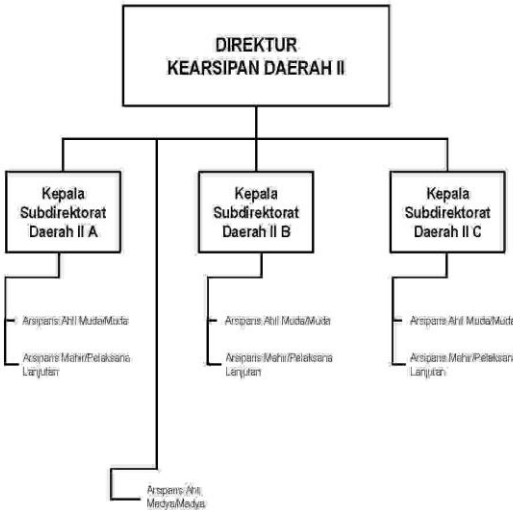 DIREKTUR
KEARSIPAN DAERAH II
Kepala
Subdirektorat
Daerah II A
Kepala
Subdirektorat
Daerah II B
Kepala
Subdirektorat
Daerah II C
Arsiparis Ahli Muda/Muda
Arsiparis Mahir/Pelaksana
Lanjutan
Arsiparis Ahli Muda/Muda
Arsiparis Mahir/Pelaksana
Lanjutan
Arsiparis Ahli Muda/Muda
Arsiparis Mahir/Pelaksana
Lanjutan
Arsiparis Ahli
Madya/Madya